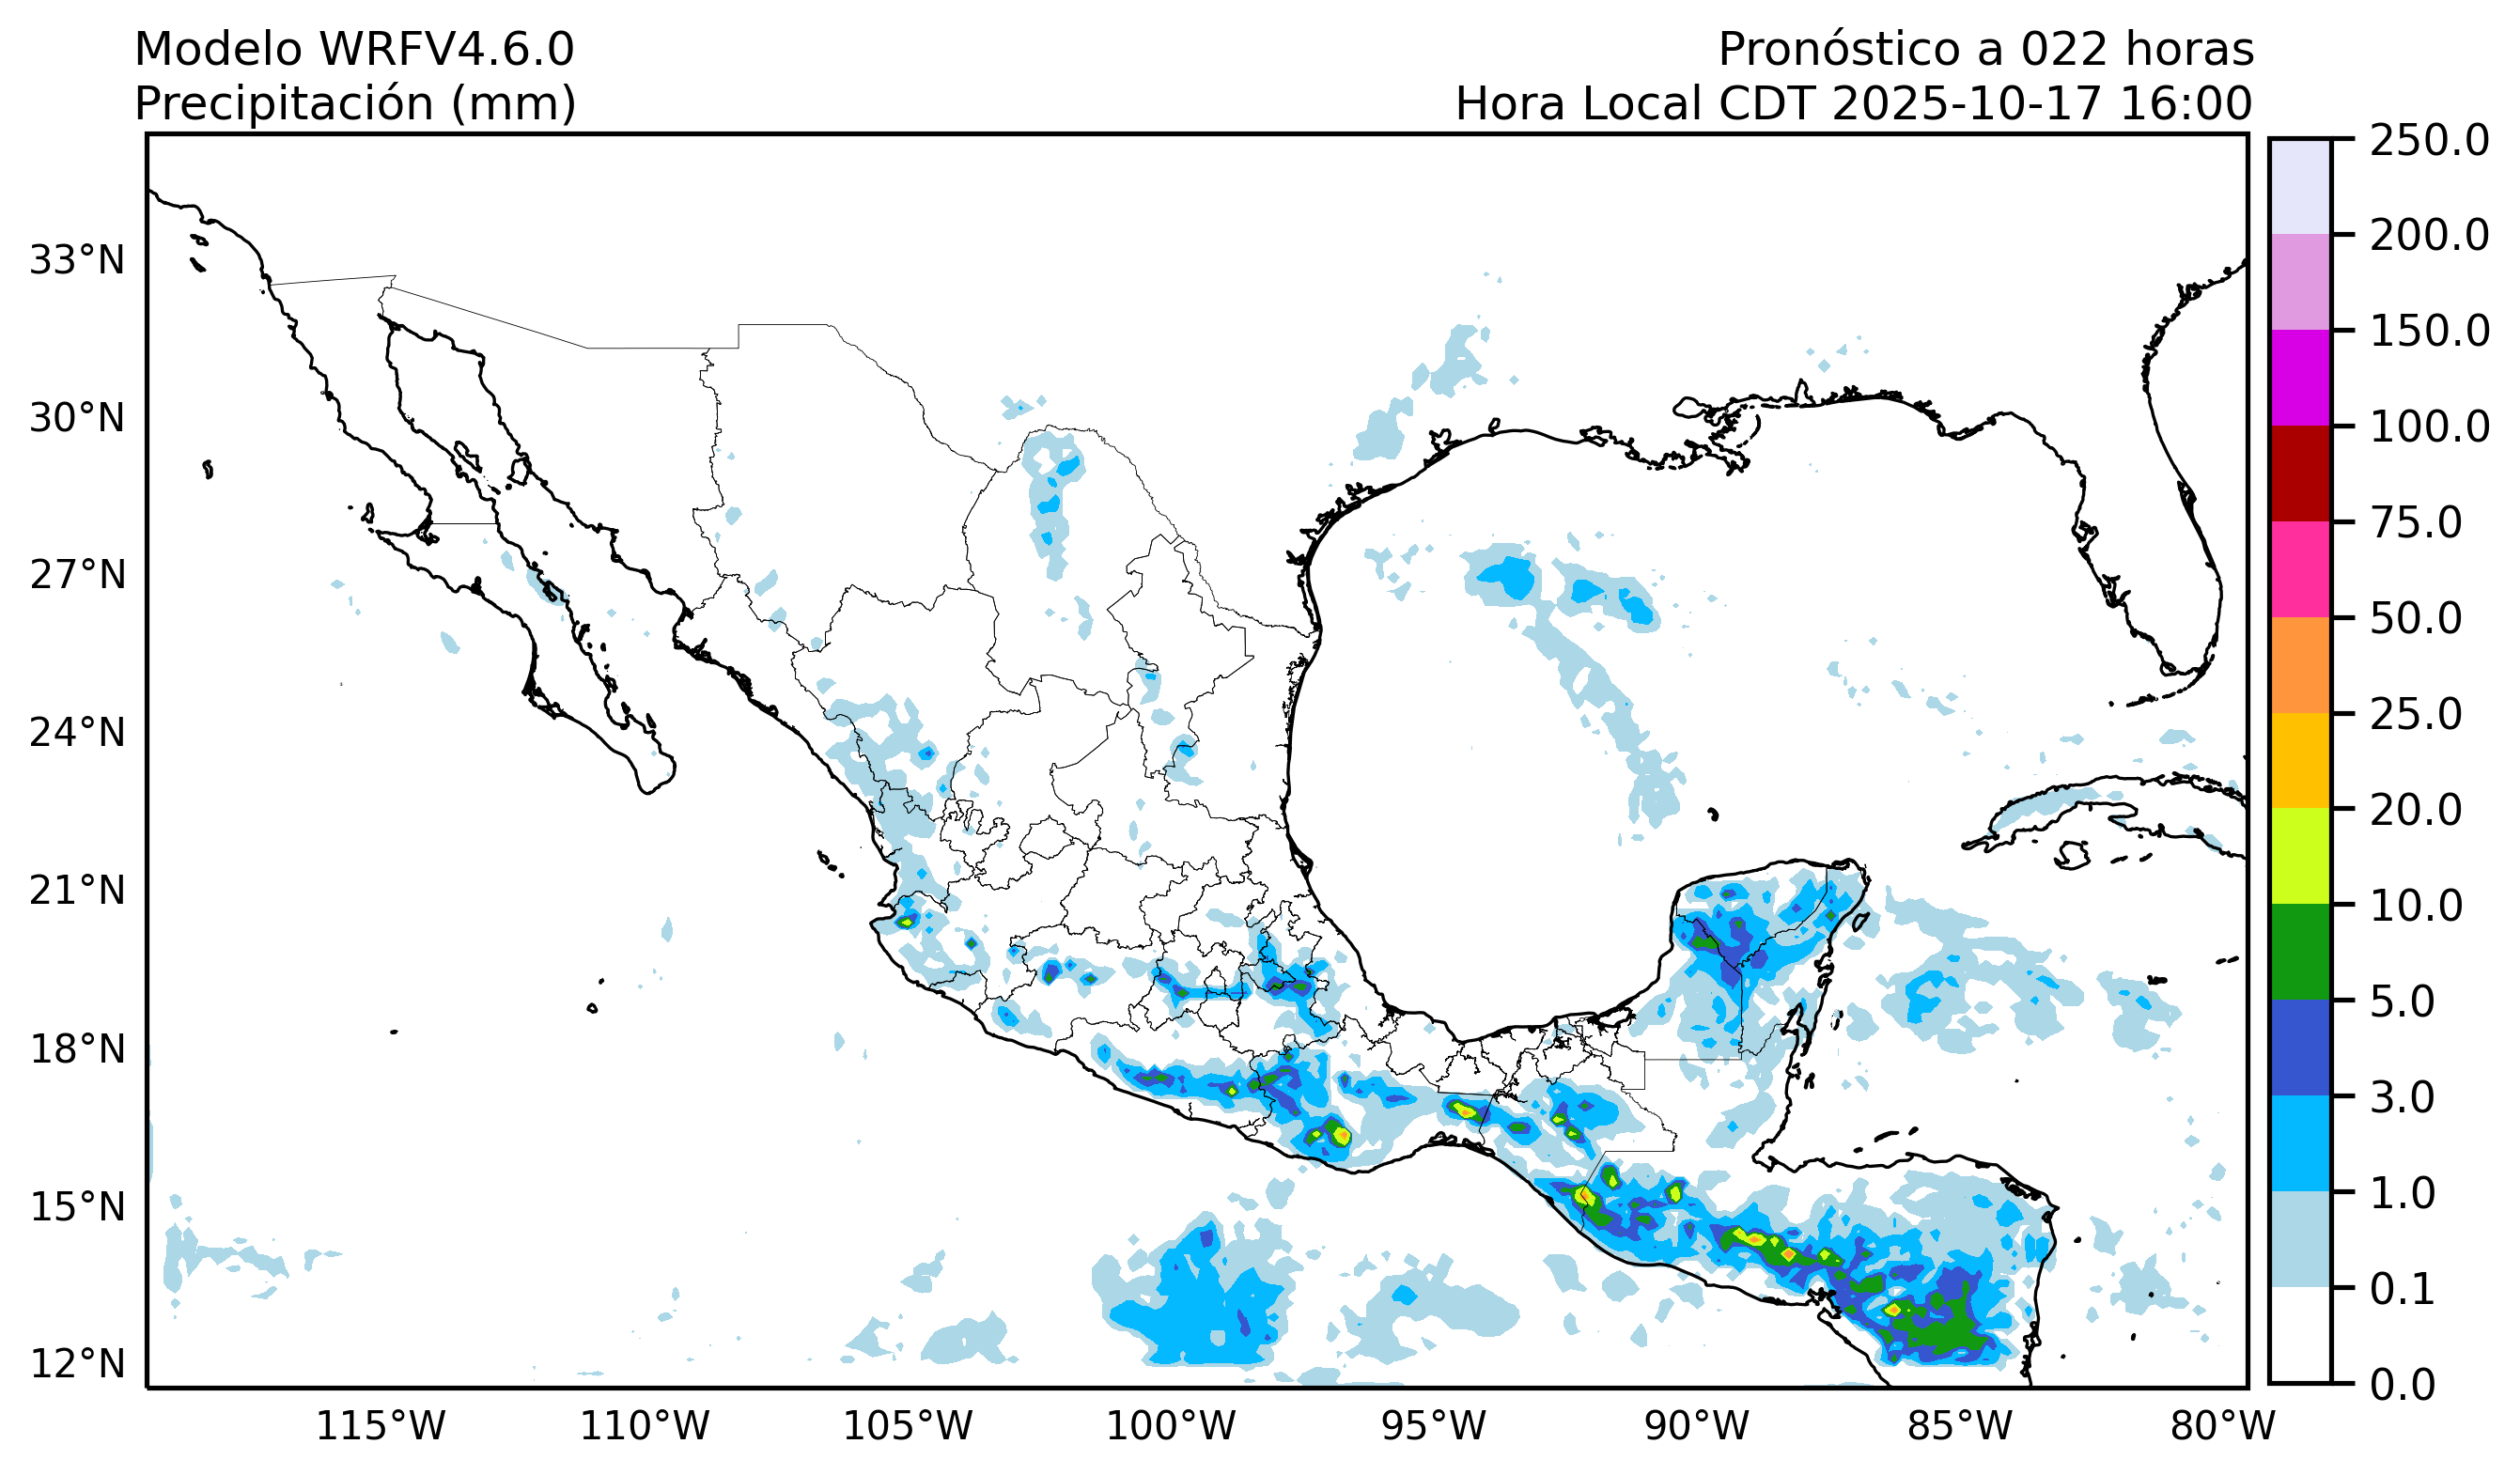 Modelo WRFV4.6.0
Precipitación (mm)
Pronóstico a 022 horas
Hora Local CDT 2025-10-17 16:00
33°N
30°N
27°N
24°N
21°N
18°N
15°N
12°N
115°W
110°W
105°W
100°W
95°W
90°W
85°W
80°W
250.0
200.0
150.0
100.0
75.0
50.0
25.0
20.0
10.0
5.0
3.0
1.0
0.1
0.0